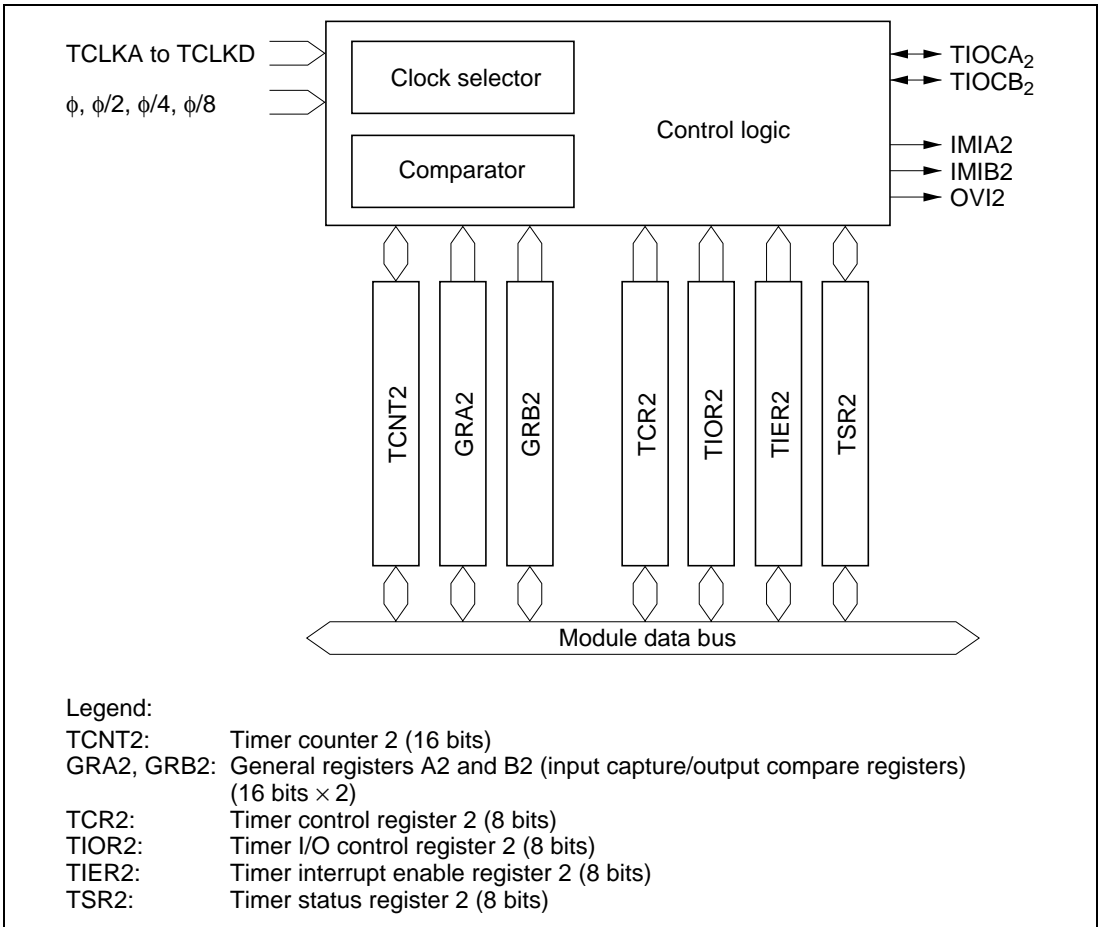 TCLKA to TCLKD
ϕ, ϕ/2, ϕ/4, ϕ/8
Clock selector
Comparator
Control logic
TIOCA2
TIOCB2
IMIA2
IMIB2
OVI2
TCNT2
GRA2
GRB2
TCR2
TIOR2
TIER2
TSR2
Module data bus
Legend:
TCNT2: Timer counter 2 (16 bits)
GRA2, GRB2: General registers A2 and B2 (input capture/output compare registers)
(16 bits × 2)
TCR2: Timer control register 2 (8 bits)
TIOR2: Timer I/O control register 2 (8 bits)
TIER2: Timer interrupt enable register 2 (8 bits)
TSR2: Timer status register 2 (8 bits)